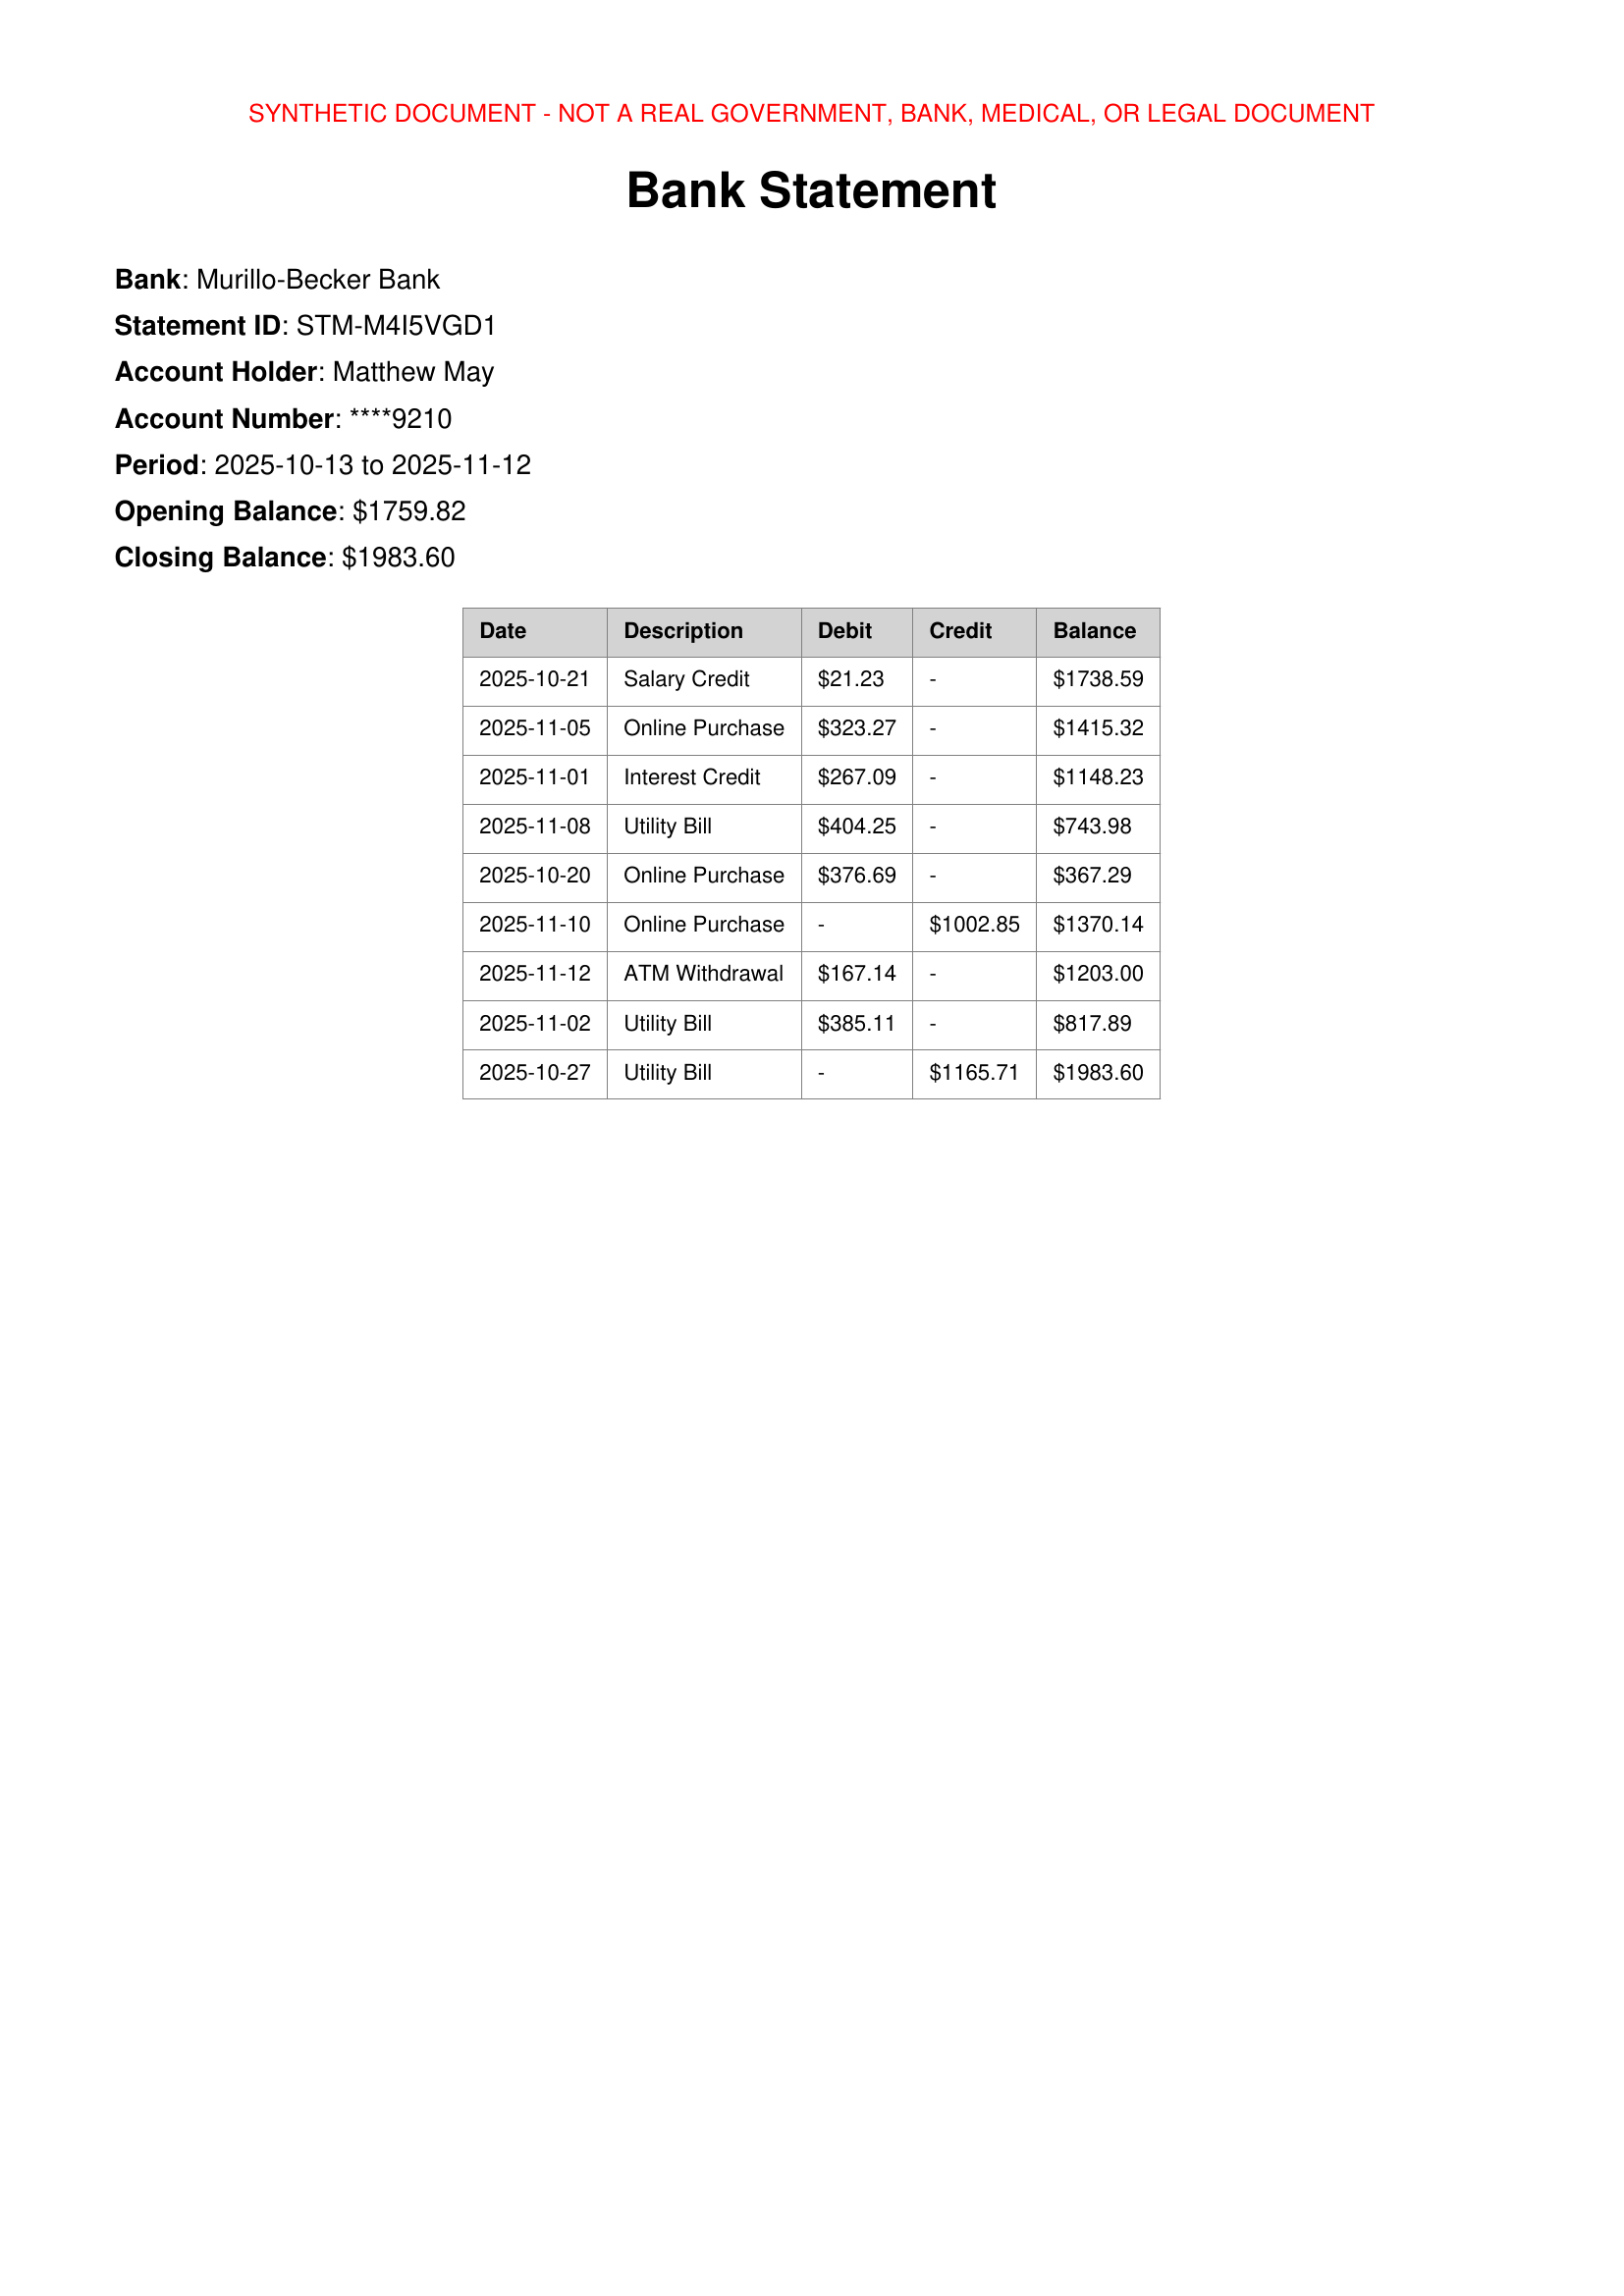 SYNTHETIC DOCUMENT - NOT A REAL GOVERNMENT, BANK, MEDICAL, OR LEGAL DOCUMENT
Bank Statement
Bank: Murillo-Becker Bank
Statement ID: STM-M4I5VGD1
Account Holder: Matthew May
Account Number: ****9210
Period: 2025-10-13 to 2025-11-12
Opening Balance: $1759.82
Closing Balance: $1983.60
Date Description Debit Credit Balance
2025-10-21 Salary Credit $21.23 - $1738.59
2025-11-05 Online Purchase $323.27 - $1415.32
2025-11-01 Interest Credit $267.09 - $1148.23
2025-11-08 Utility Bill $404.25 - $743.98
2025-10-20 Online Purchase $376.69 - $367.29
2025-11-10 Online Purchase - $1002.85 $1370.14
2025-11-12 ATM Withdrawal $167.14 - $1203.00
2025-11-02 Utility Bill $385.11 - $817.89
2025-10-27 Utility Bill - $1165.71 $1983.60